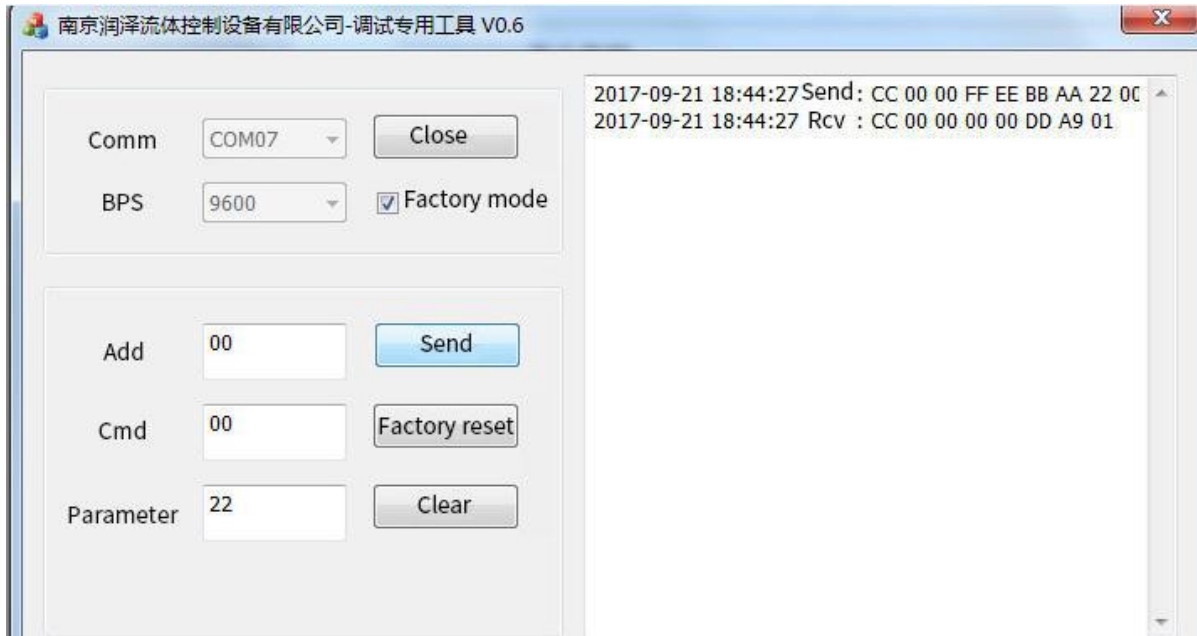 南京润泽流体控制设备有限公司-调试专用工具 V0.6
Comm
COM07
Close
BPS
9600
Factory mode
Add
00
Send
Cmd
00
Factory reset
Parameter
22
Clear
2017-09-21 18:44:27 Send: CC 00 00 FF EE BB AA 22 00
2017-09-21 18:44:27 Rcv : CC 00 00 00 00 DD A9 01